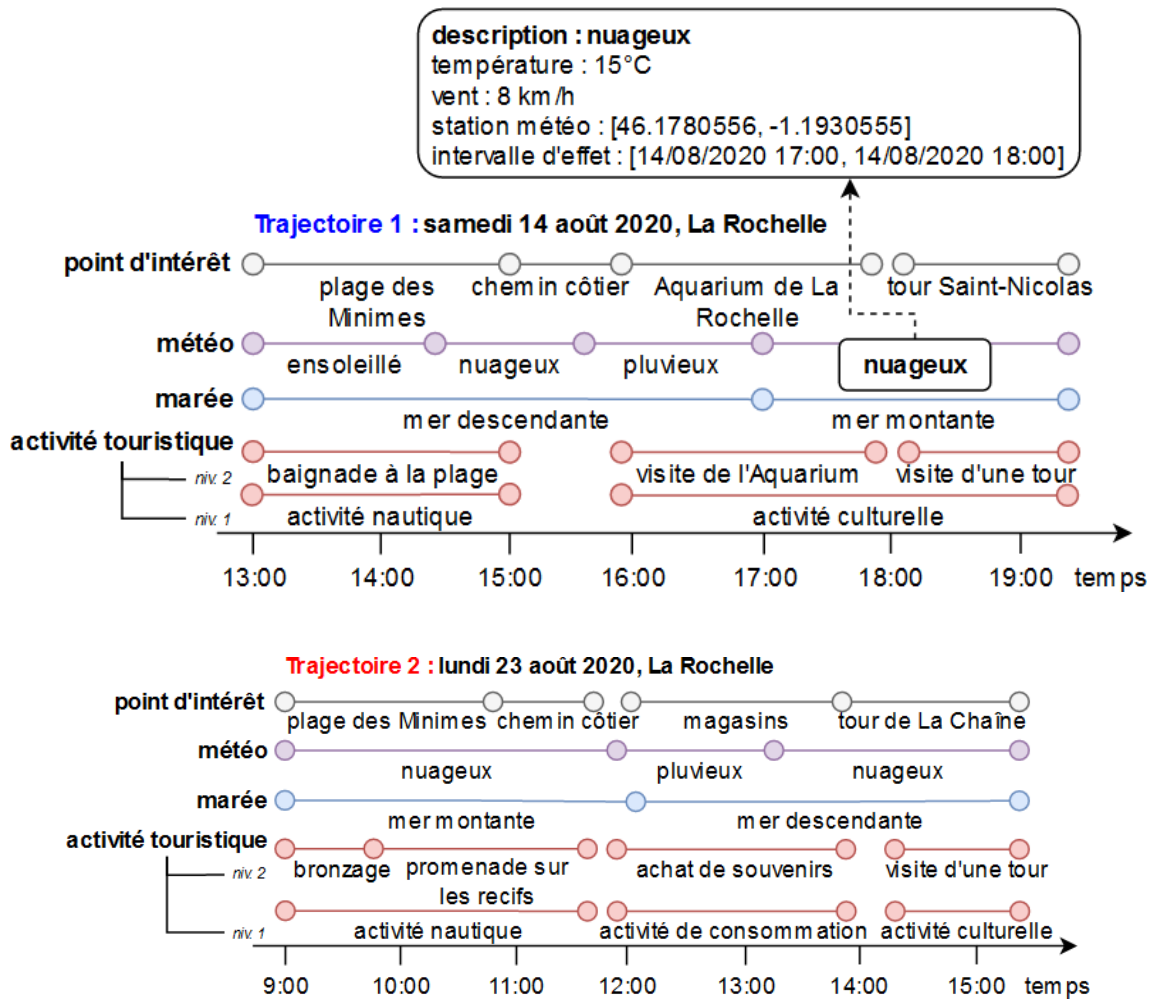 description : nuageux
température : 15°C
vent : 8 km/h
station météo : [46.1780556, -1.1930555]
intervalle d'effet : [14/08/2020 17:00, 14/08/2020 18:00]
Trajectoire 1 : samedi 14 août 2020, La Rochelle
point d'intérêt
plage des Minimes
chemin côtier
Aquarium de La Rochelle
tour Saint-Nicolas
météo
ensoleillé
nuageux
pluvieux
nuageux
marée
mer descendante
mer montante
activité touristique
niv. 2
baignade à la plage
visite de l'Aquarium
visite d'une tour
niv. 1
activité nautique
activité culturelle
13:00 14:00 15:00 16:00 17:00 18:00 19:00 temps
Trajectoire 2 : lundi 23 août 2020, La Rochelle
point d'intérêt
plage des Minimes
chemin côtier
magasins
tour de La Chaîne
météo
nuageux
pluvieux
nuageux
marée
mer montante
mer descendante
activité touristique
niv. 2
bronzage
promenade sur
les recifs
achat de souvenirs
visite d'une tour
niv. 1
activité nautique
activité de consommation
activité culturelle
9:00 10:00 11:00 12:00 13:00 14:00 15:00 temps